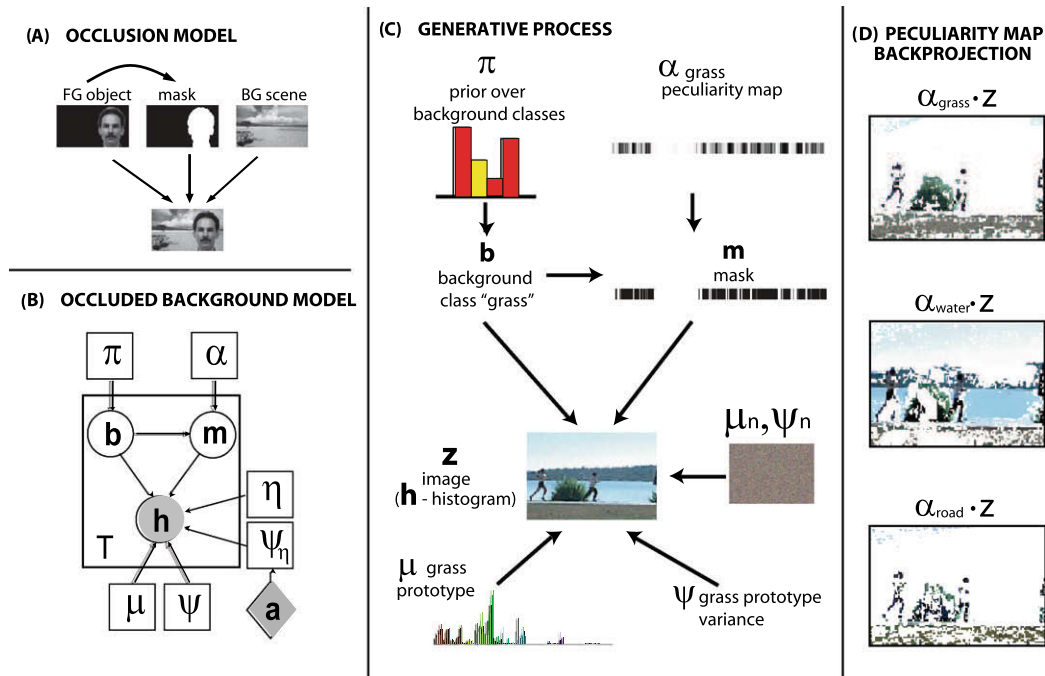 (A) OCCLUSION MODEL
FG object mask BG scene
(B) OCCLUDED BACKGROUND MODEL
π α
b m
h
η
T
ψη
μ ψ
a
(C) GENERATIVE PROCESS
π
prior over
background classes
α grass
peculiarity map
b
background
class “grass”
m
mask
z
image
(h - histogram)
μn,ψn
μ grass
prototype
ψ grass prototype
variance
(D) PECULIARITY MAP
BACKPROJECTION
αgrass·z
αwater·z
αroad·z